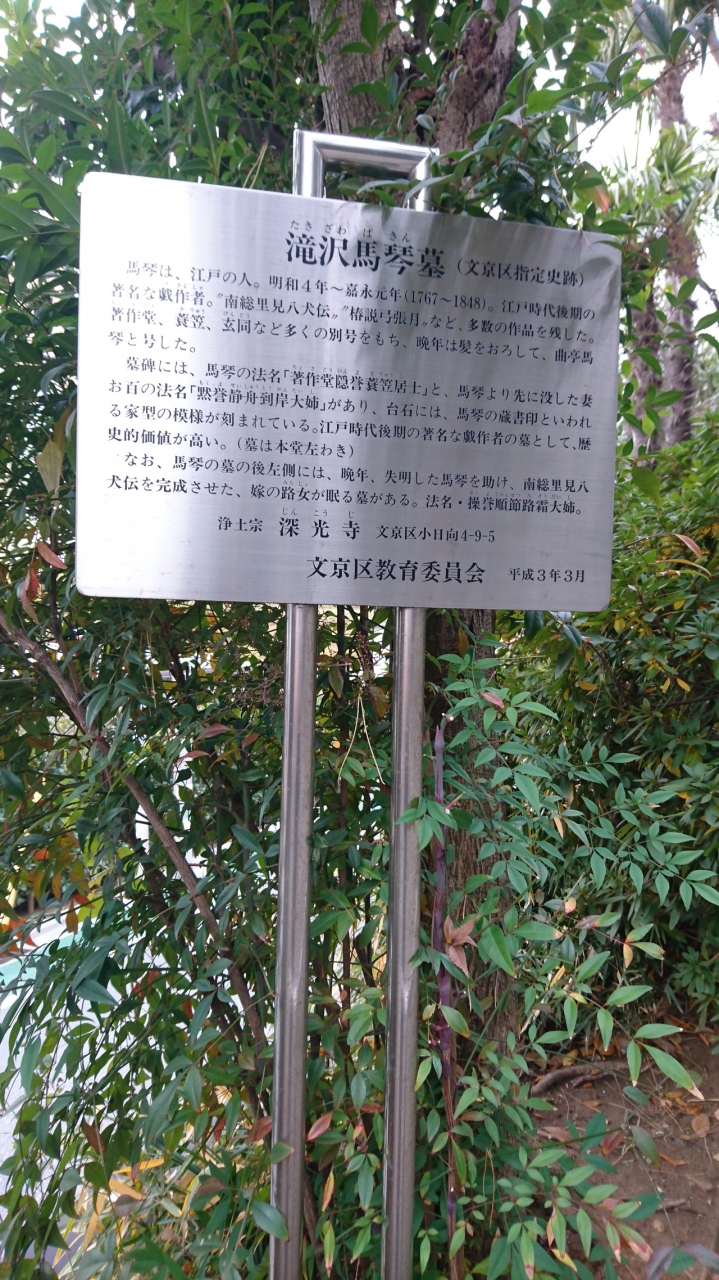 たき ざわ ば きん
滝沢馬琴墓 (文京区指定史跡)
馬琴は、江戸の人。明和4年～嘉永元年(1767～1848)。江戸時代後期の
著名な戯作者。〝南総里見八犬伝〟〝椿説弓張月〟など、多数の作品を残した。
著作堂、蓑笠、玄同など多くの別号をもち、晩年は髪をおろして、曲亭馬
琴と号した。
墓碑には、馬琴の法名「著作堂隠誉蓑笠居士」と、馬琴より先に没した妻
お百の法名「黙誉静舟到岸大姉」があり、台石には、馬琴の蔵書印といわれ
る家型の模様が刻まれている。江戸時代後期の著名な戯作者の墓として、歴
史的価値が高い。(墓は本堂左わき)
なお、馬琴の墓の後左側には、晩年、失明した馬琴を助け、南総里見八
犬伝を完成させた、嫁の路女が眠る墓がある。法名・操誉順節路霜大姉。
じん こう じ
浄土宗 深光寺 文京区小日向4-9-5
文京区教育委員会 平成3年3月